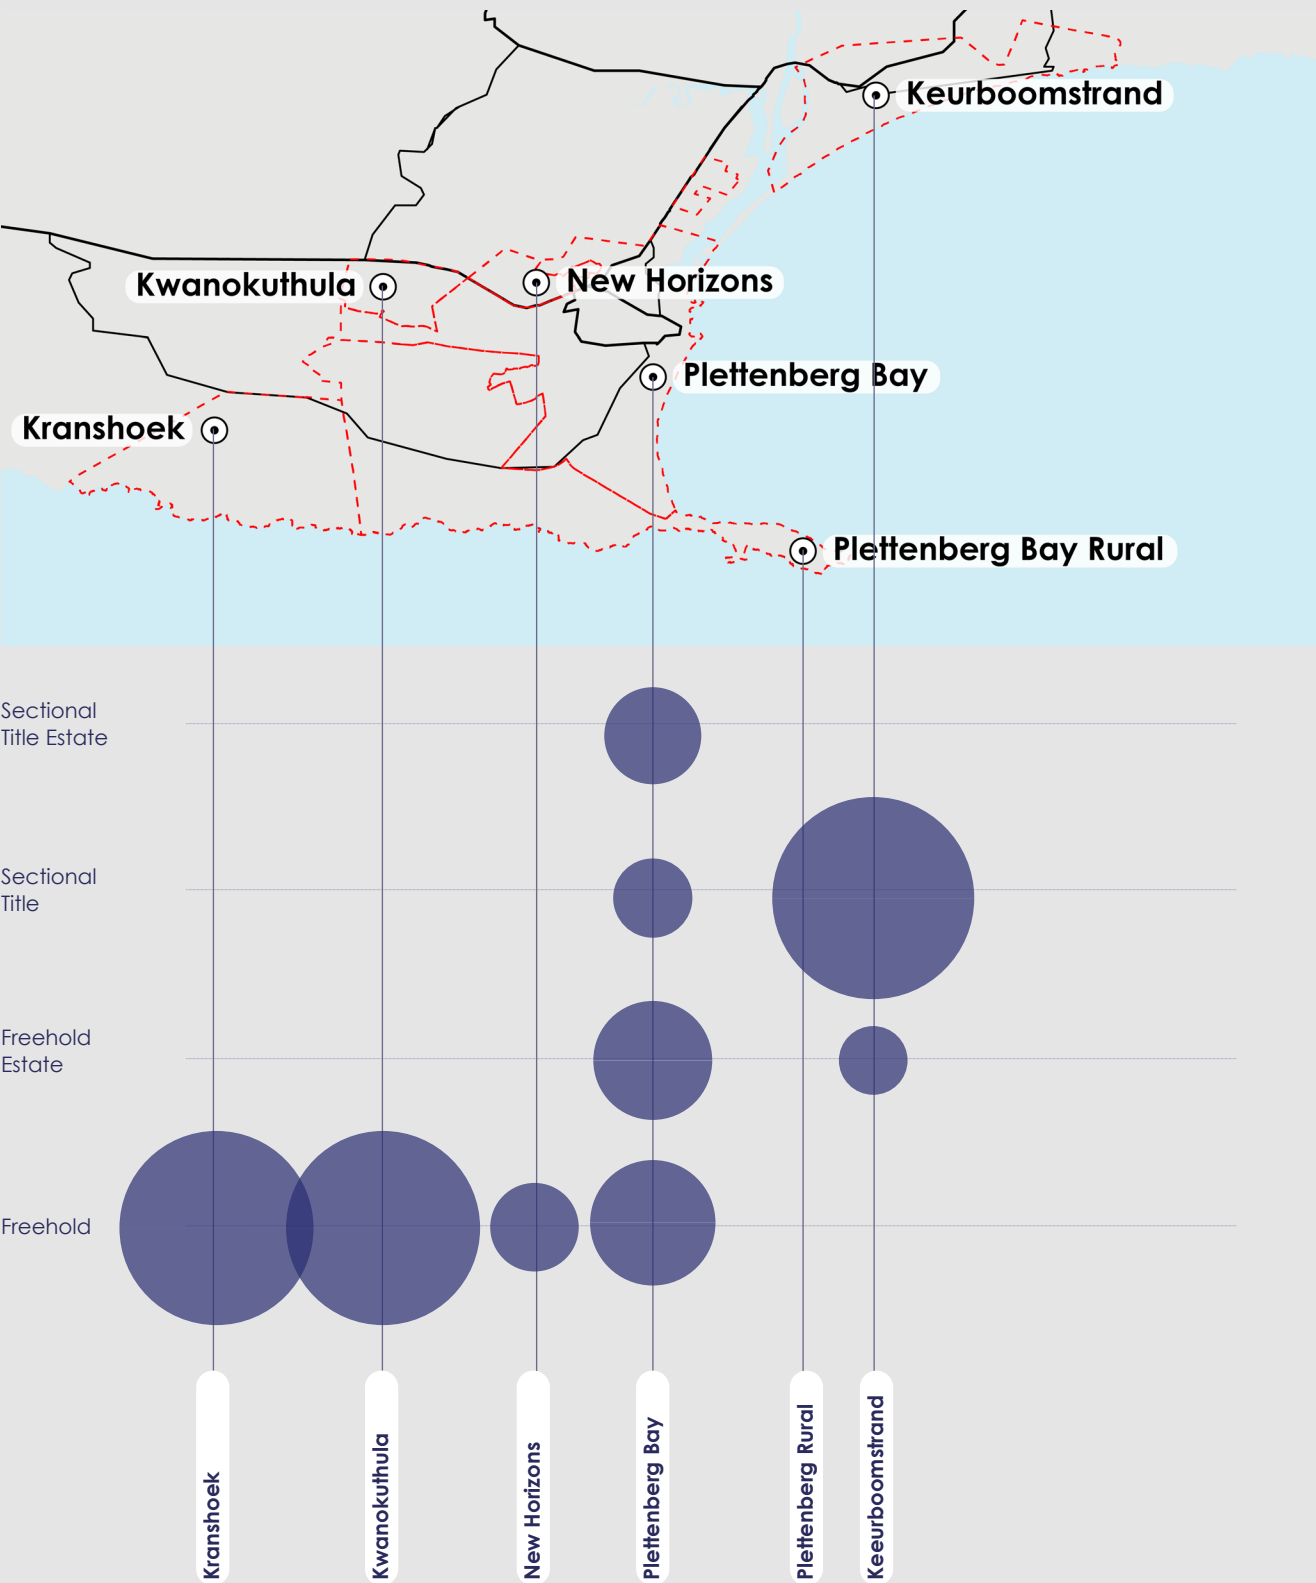 Keurboomstrand
Kwanokuthula
New Horizons
Plettenberg Bay
Kranshoek
Plettenberg Bay Rural
Sectional
Title Estate
Sectional
Title
Freehold
Estate
Freehold
Kranshoek
Kwanokuthula
New Horizons
Plettenberg Bay
Plettenberg Rural
Keeurboomstrand